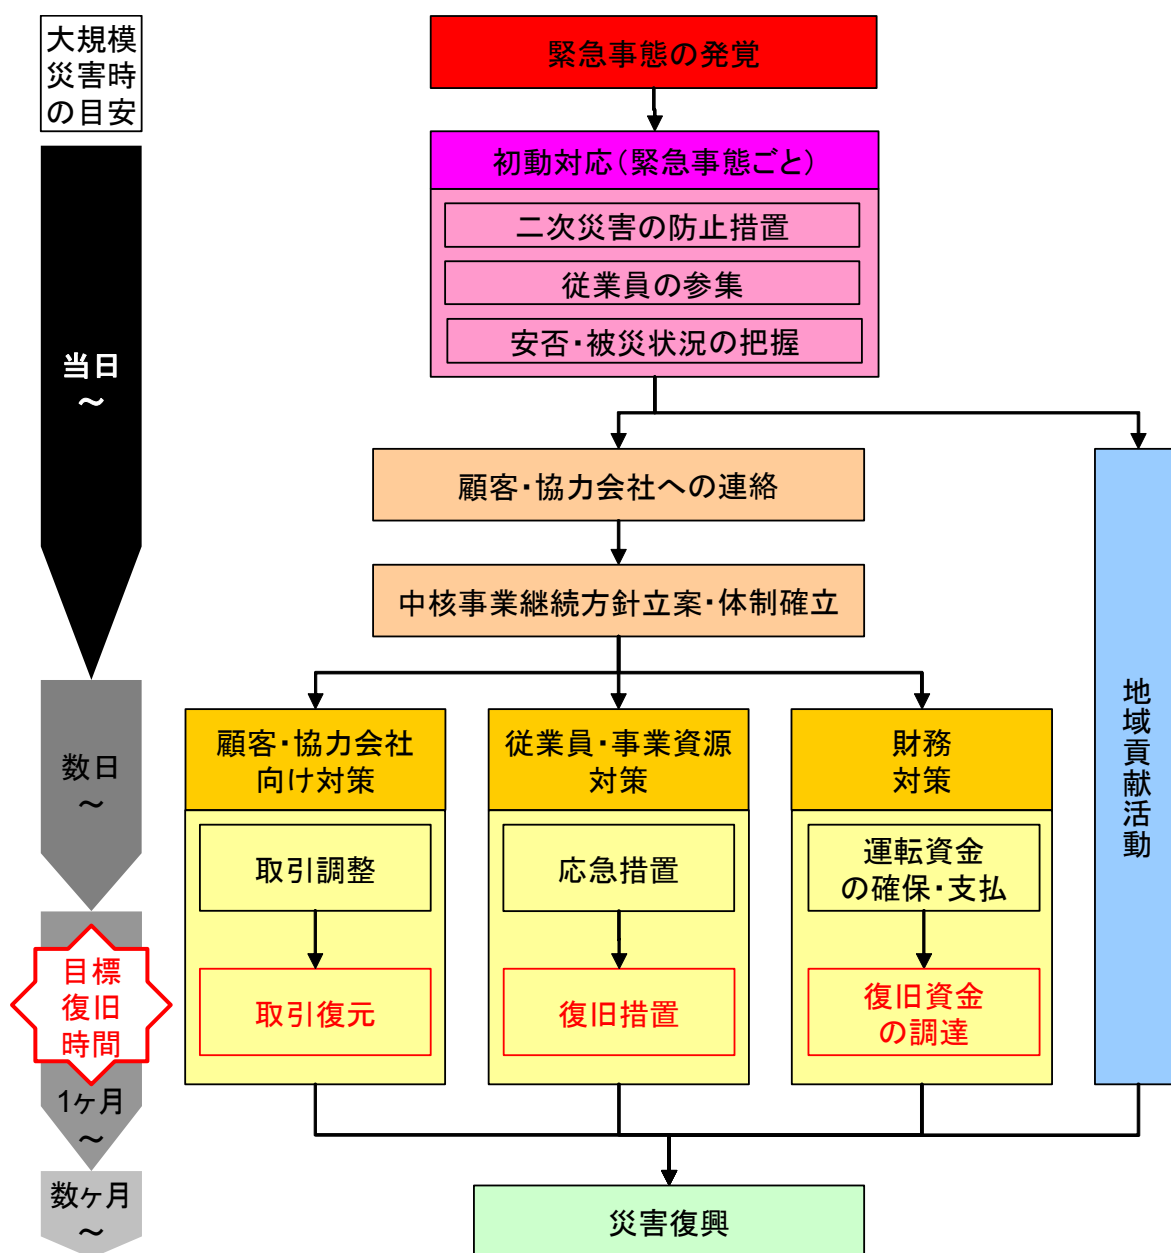 大規模
災害時
の目安
緊急事態の発覚
初動対応（緊急事態ごと）
二次災害の防止措置
従業員の参集
安否・被災状況の把握
当日
～
顧客・協力会社への連絡
中核事業継続方針立案・体制確立
地域貢献活動
数日
～
顧客・協力会社
向け対策
取引調整
取引復元
従業員・事業資源
対策
応急措置
復旧措置
財務
対策
運転資金
の確保・支払
復旧資金
の調達
目標
復旧
時間
1ヶ月
～
数ヶ月
～
災害復興